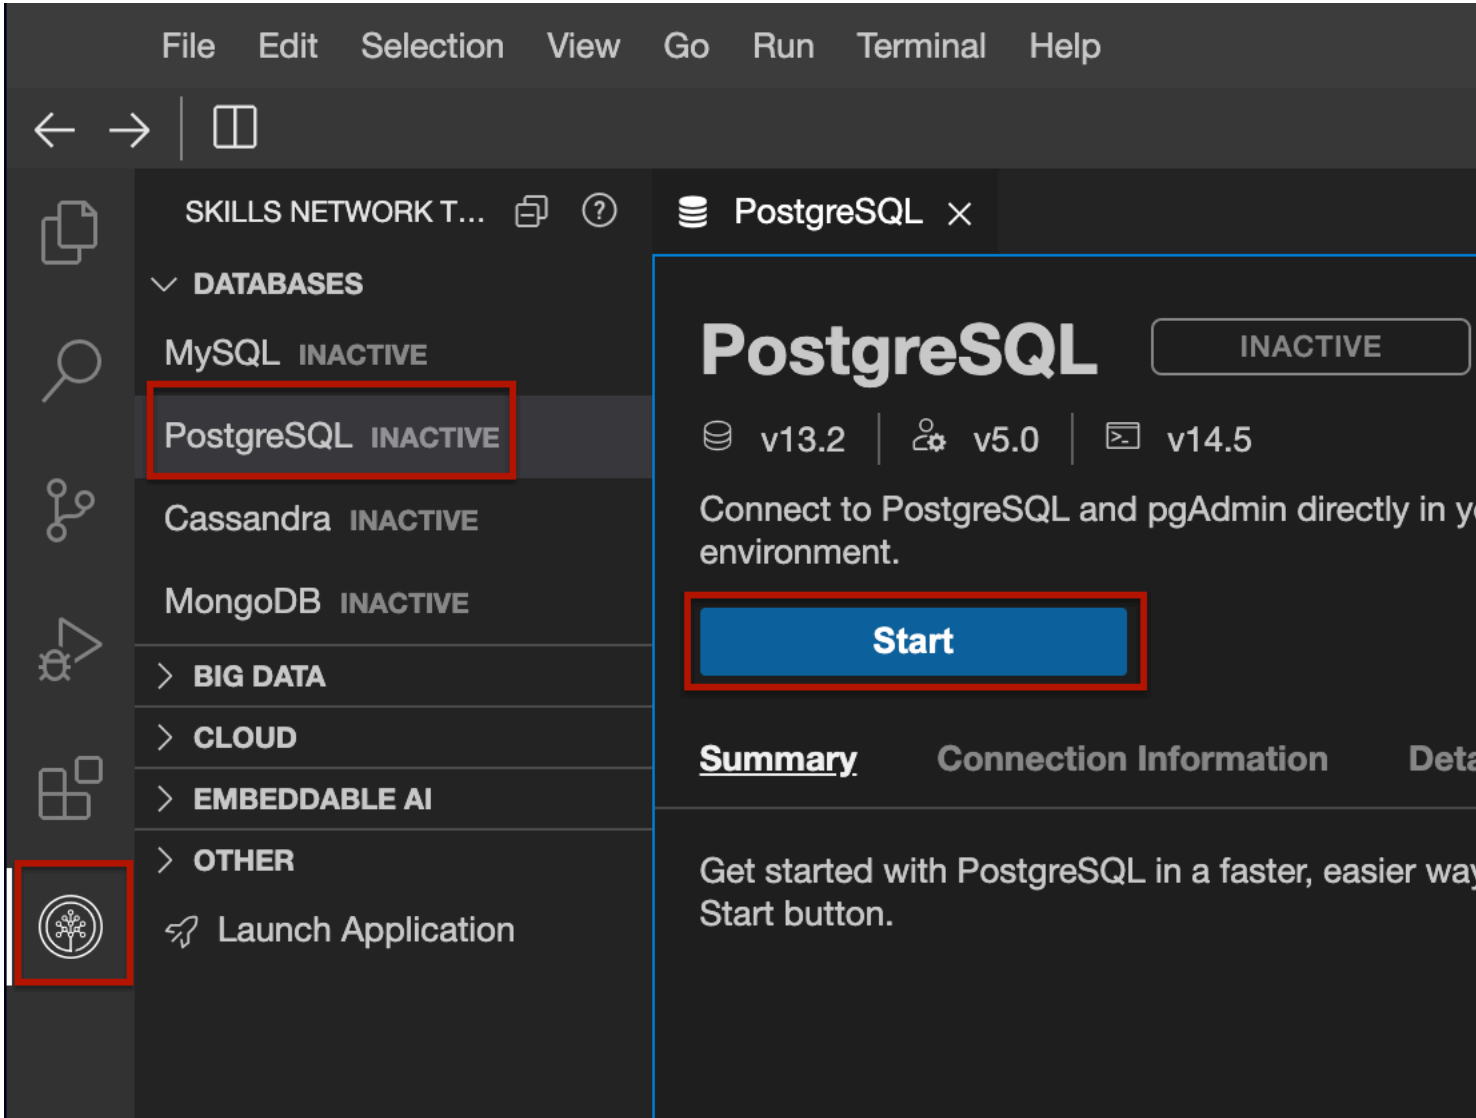 File Edit Selection View Go Run Terminal Help
SKILLS NETWORK T...
PostgreSQL
DATABASES
MySQL INACTIVE
PostgreSQL INACTIVE
Cassandra INACTIVE
MongoDB INACTIVE
BIG DATA
CLOUD
EMBEDDABLE AI
OTHER
Launch Application
PostgreSQL INACTIVE
v13.2 v5.0 v14.5
Connect to PostgreSQL and pgAdmin directly in
environment.
Start
Summary Connection Information
Get started with PostgreSQL in a faster, easier
Start button.